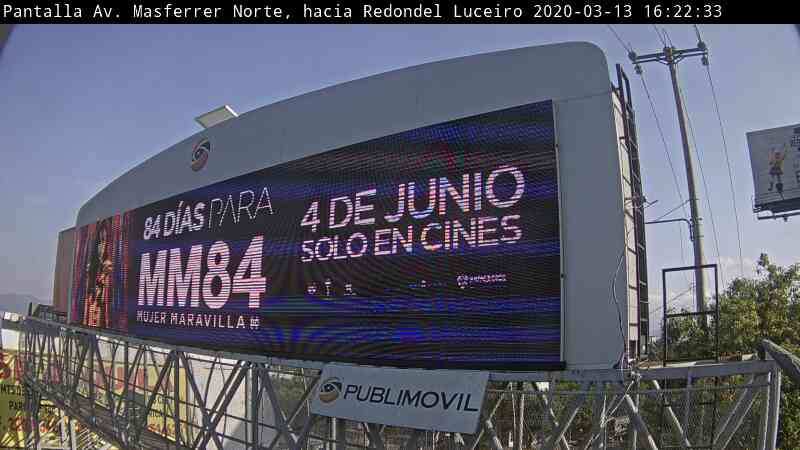 Pantalla Av. Masferrer Norte, hacia Redondel Luceiro 2020-03-13 16:22:33
84 DÍAS PARA
MM84
MUJER MARAVILLA
4 DE JUNIO
SOLO EN CINES
PUBLIMOVIL